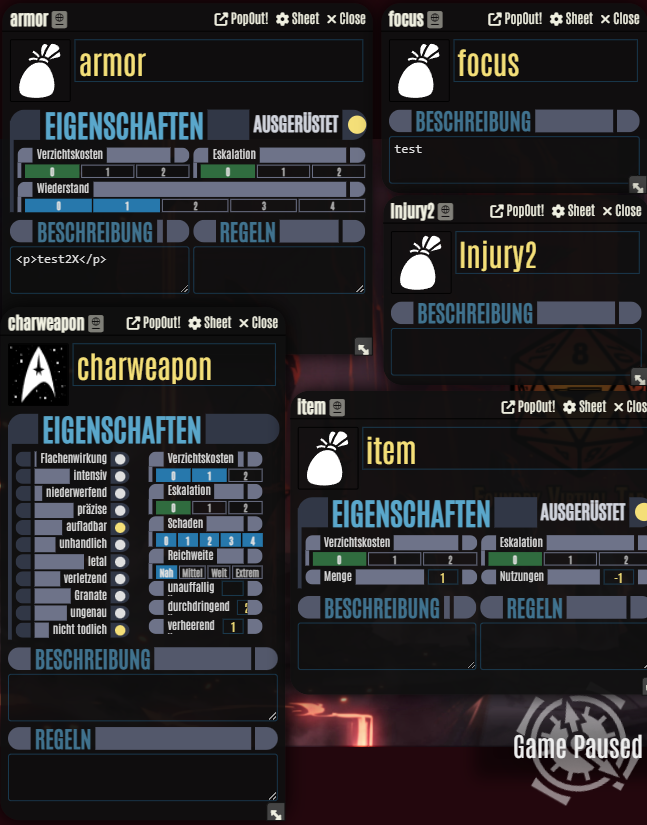 armor PopOut! Sheet Close
armor
EIGENSCHAFTEN AUSGERÜSTET
Verzichtskosten Eskalation
0 1 2 0 1 2
Wiederstand
0 1 2 3 4
BESCHREIBUNG REGELN
<p>test2X</p>
focus PopOut! Sheet Close
focus
BESCHREIBUNG
test
Injury2 PopOut! Sheet Close
Injury2
BESCHREIBUNG
charweapon PopOut! Sheet Close
charweapon
EIGENSCHAFTEN
Flachenwirkung
intensiv
niederwerfend
präzise
aufladbar
unhandlich
letal
verletzend
Granate
ungenau
nicht todlich
Verzichtskosten
0 1 2
Eskalation
0 1 2
Schaden
0 1 2 3 4
Reichweite
Nah Mittel Weit Extrem
unauffallig
durchdringend
verheerend 1
BESCHREIBUNG
REGELN
Item PopOut! Sheet Clos
item
EIGENSCHAFTEN AUSGERÜSTET
Verzichtskosten Eskalation
0 1 2 0 1 2
Menge 1 Nutzungen -1
BESCHREIBUNG REGELN
Game Paused